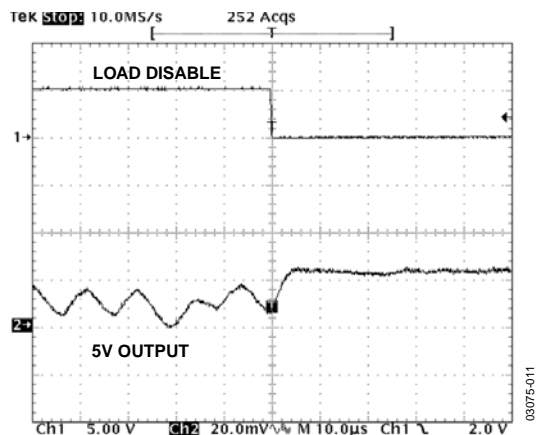 Tek Stop: 10.0MS/s 252 Acqs
[ T ]
LOAD DISABLE
T
1→
T
2→
5V OUTPUT
Ch1 5.00 V Ch2 20.0mV∿ᴮw M 10.0µs Ch1 ⅂ 2.0 V
03075-011